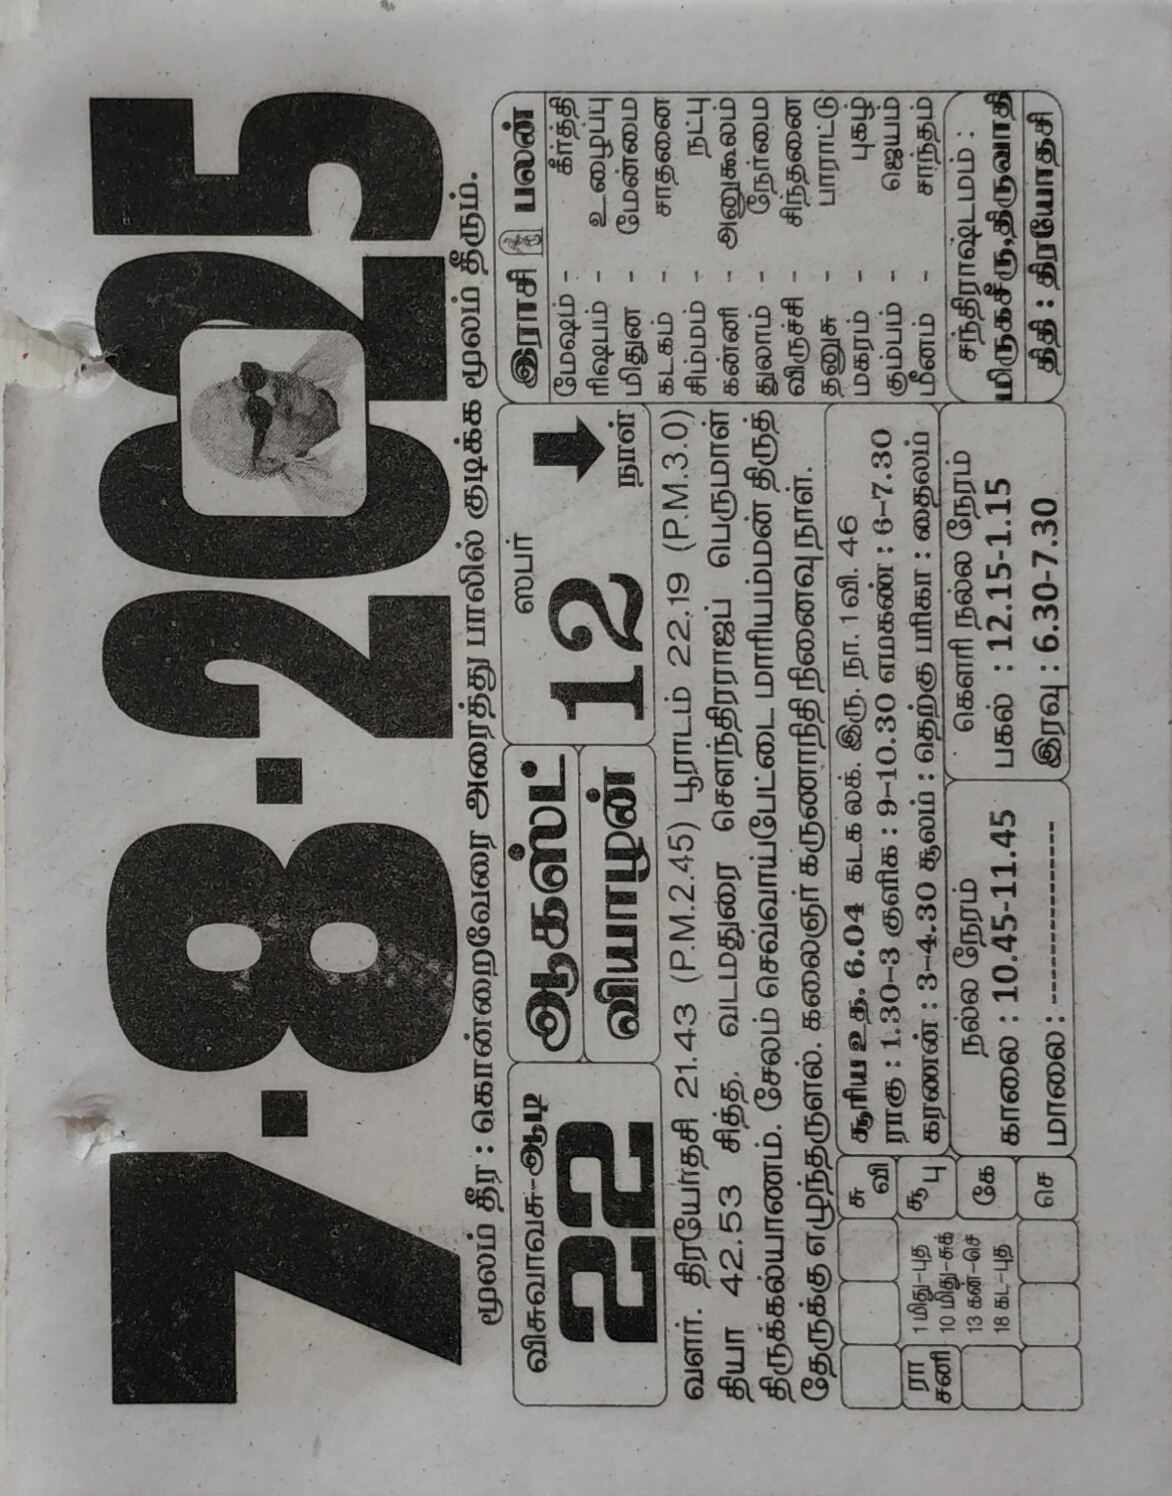 7·8·2025
மூலம் தீர : கொன்றைவேரை அரைத்து பாலில் குடிக்க மூலம் தீரும்.
விசுவாவசு-ஆடி
22
ஆகஸ்ட்
வியாழன்
ஸபர்
12
நாள்
இராசி பலன்
மேஷம் - கீர்த்தி
ரிஷபம் - உழைப்பு
மிதுன - மேன்மை
கடகம் - சாதனை
சிம்மம் - நட்பு
கன்னி - அனுகூலம்
துலாம் - நேர்மை
விருச்சி - சிந்தனை
தனுசு - பாராட்டு
மகரம் - புகழ்
கும்பம் - ஜெயம்
மீனம் - சாந்தம்
வளர். திரயோதசி 21.43 (P.M.2.45) பூராடம் 22.19 (P.M.3.0)
தியா 42.53 சித்த. வடமதுரை சௌந்திரராஜப் பெருமாள்
திருக்கல்யாணம். சேலம் செவ்வாய்பேட்டை மாரியம்மன் திருத்
தேருக்கு எழுந்தருளல். கலைஞர் கருணாநிதி நினைவு நாள்.
சூரிய உத. 6.04 கடக லக். இரு. நா. 1 வி. 46
ராகு : 1.30-3 குளிக : 9-10.30 எமகண் : 6-7.30
கரணன் : 3-4.30 சூலம் : தெற்கு பரிகா : தைலம்
சந்திராஷ்டமம் :
மிருகசீரு,திருவாதி
திதி : திரயோதசி
நல்ல நேரம்
காலை : 10.45-11.45
மாலை : -------------
கௌரி நல்ல நேரம்
பகல் : 12.15-1.15
இரவு : 6.30-7.30
சு
வி
சூ
பு
கே
செ
ரா
சனி
1 மிது-புத
10 மிது-சுக்
13 கன்-செ
18 கட-புத